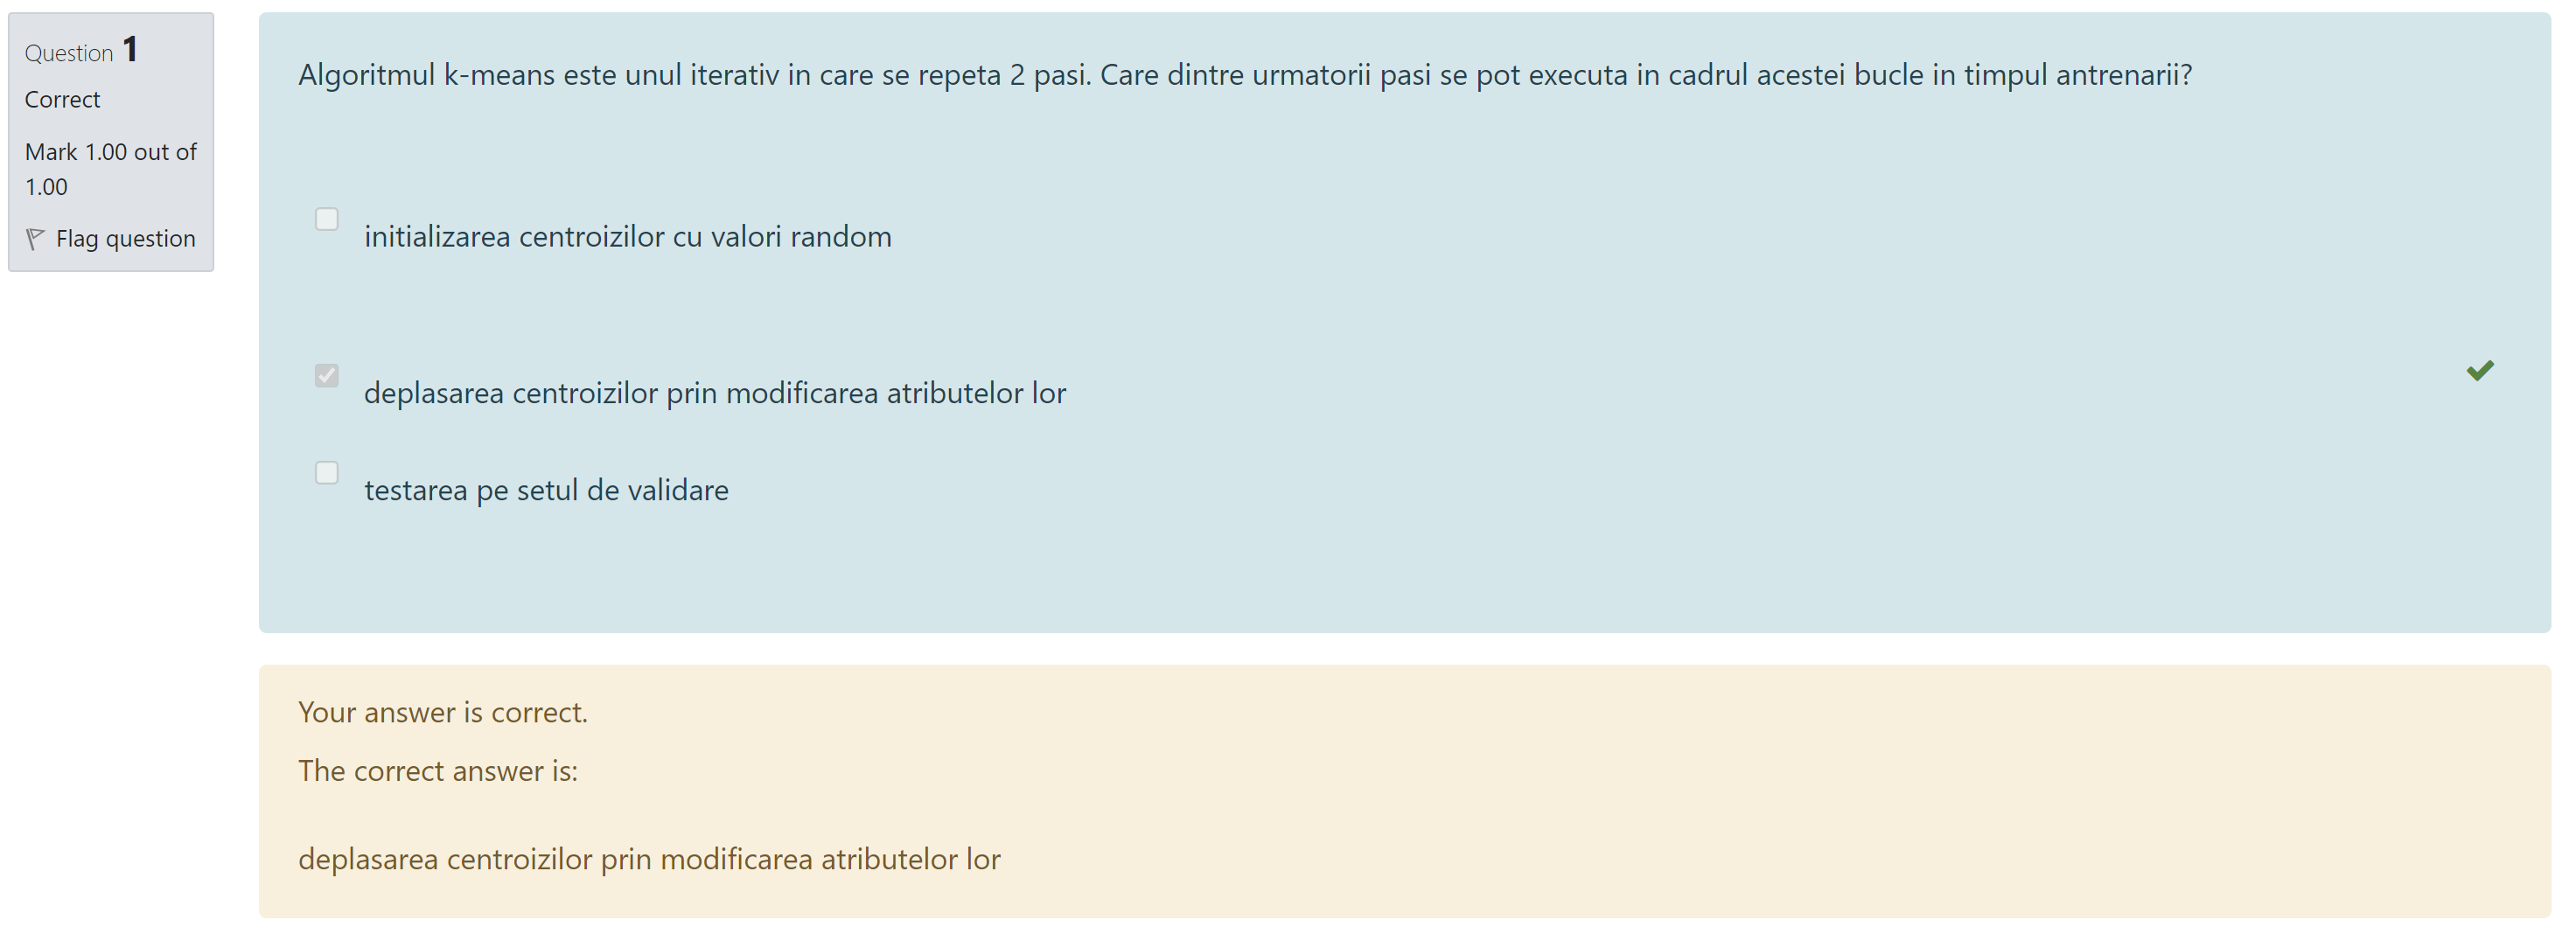 Question 1
Correct
Mark 1.00 out of
1.00
Flag question
Algoritmul k-means este unul iterativ in care se repeta 2 pasi. Care dintre urmatorii pasi se pot executa in cadrul acestei bucle in timpul antrenarii?
initializarea centroizilor cu valori random
deplasarea centroizilor prin modificarea atributelor lor
testarea pe setul de validare
Your answer is correct.
The correct answer is:
deplasarea centroizilor prin modificarea atributelor lor